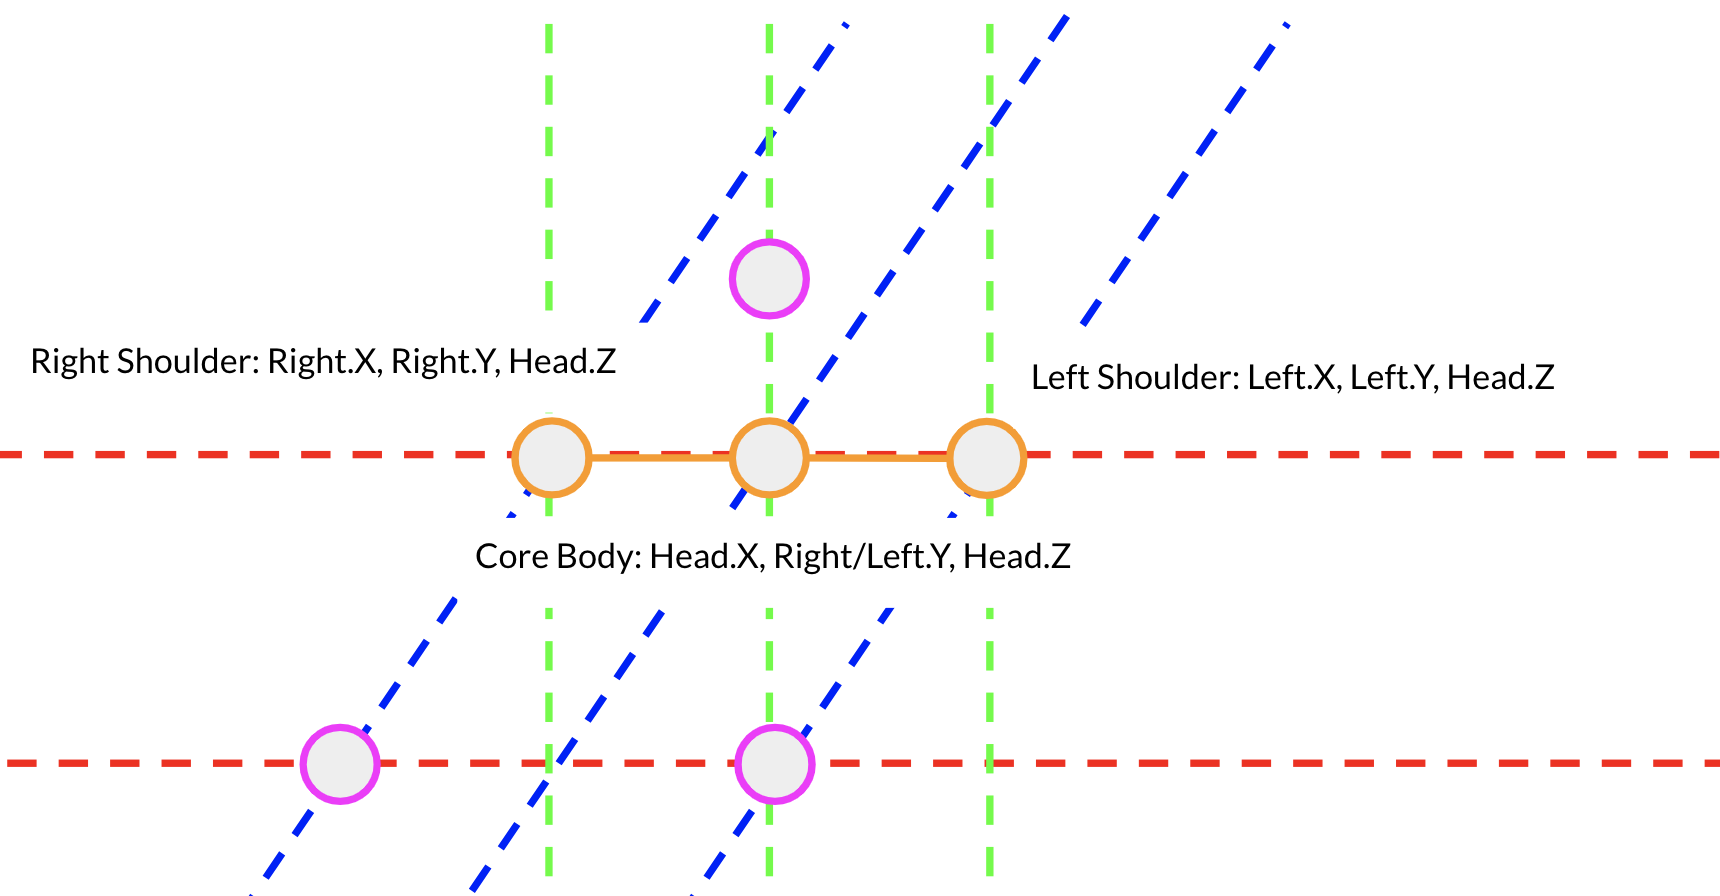 Right Shoulder: Right.X, Right.Y, Head.Z
Left Shoulder: Left.X, Left.Y, Head.Z
Core Body: Head.X, Right/Left.Y, Head.Z